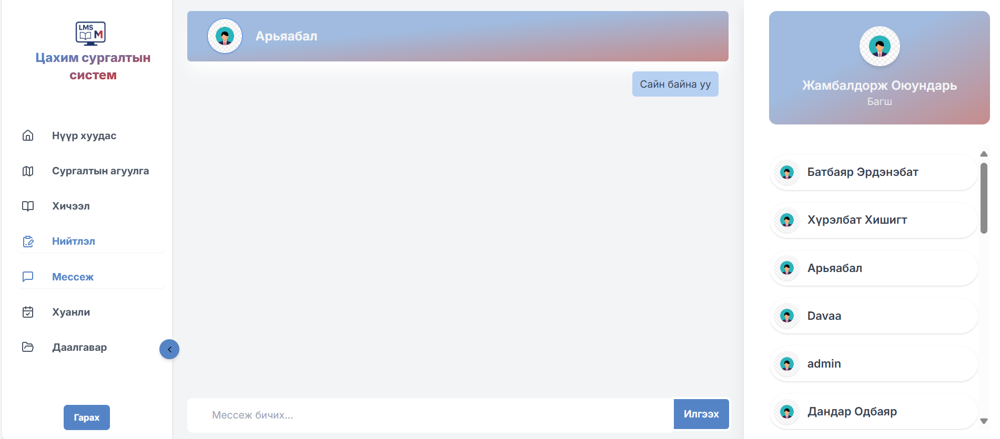 LMS
M
Цахим сургалтын
систем
Нүүр хуудас
Сургалтын агуулга
Хичээл
Нийтлэл
Мессеж
Хуанли
Даалгавар
Гарах
Арьяабал
Сайн байна уу
Мессеж бичих...
Илгээх
Жамбалдорж Оюундарь
Багш
Батбаяр Эрдэнэбат
Хүрэлбат Хишигт
Арьяабал
Davaa
admin
Дандар Одбаяр